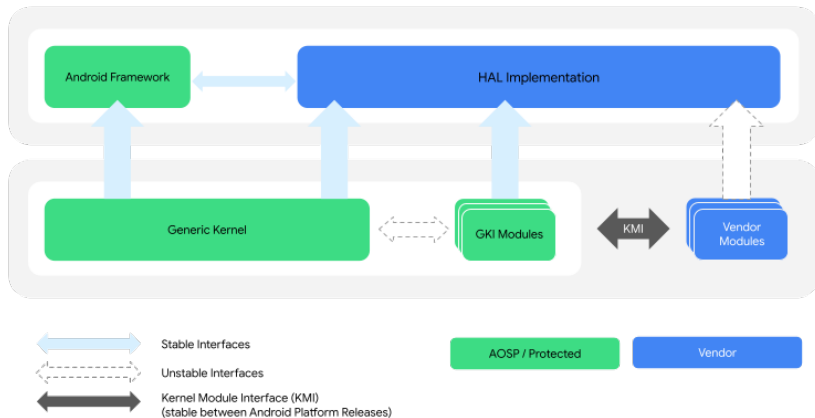 Android Framework
HAL Implementation
Generic Kernel
GKI Modules
KMI
Vendor
Modules
Stable Interfaces
AOSP / Protected
Vendor
Unstable Interfaces
Kernel Module Interface (KMI)
(stable between Android Platform Releases)